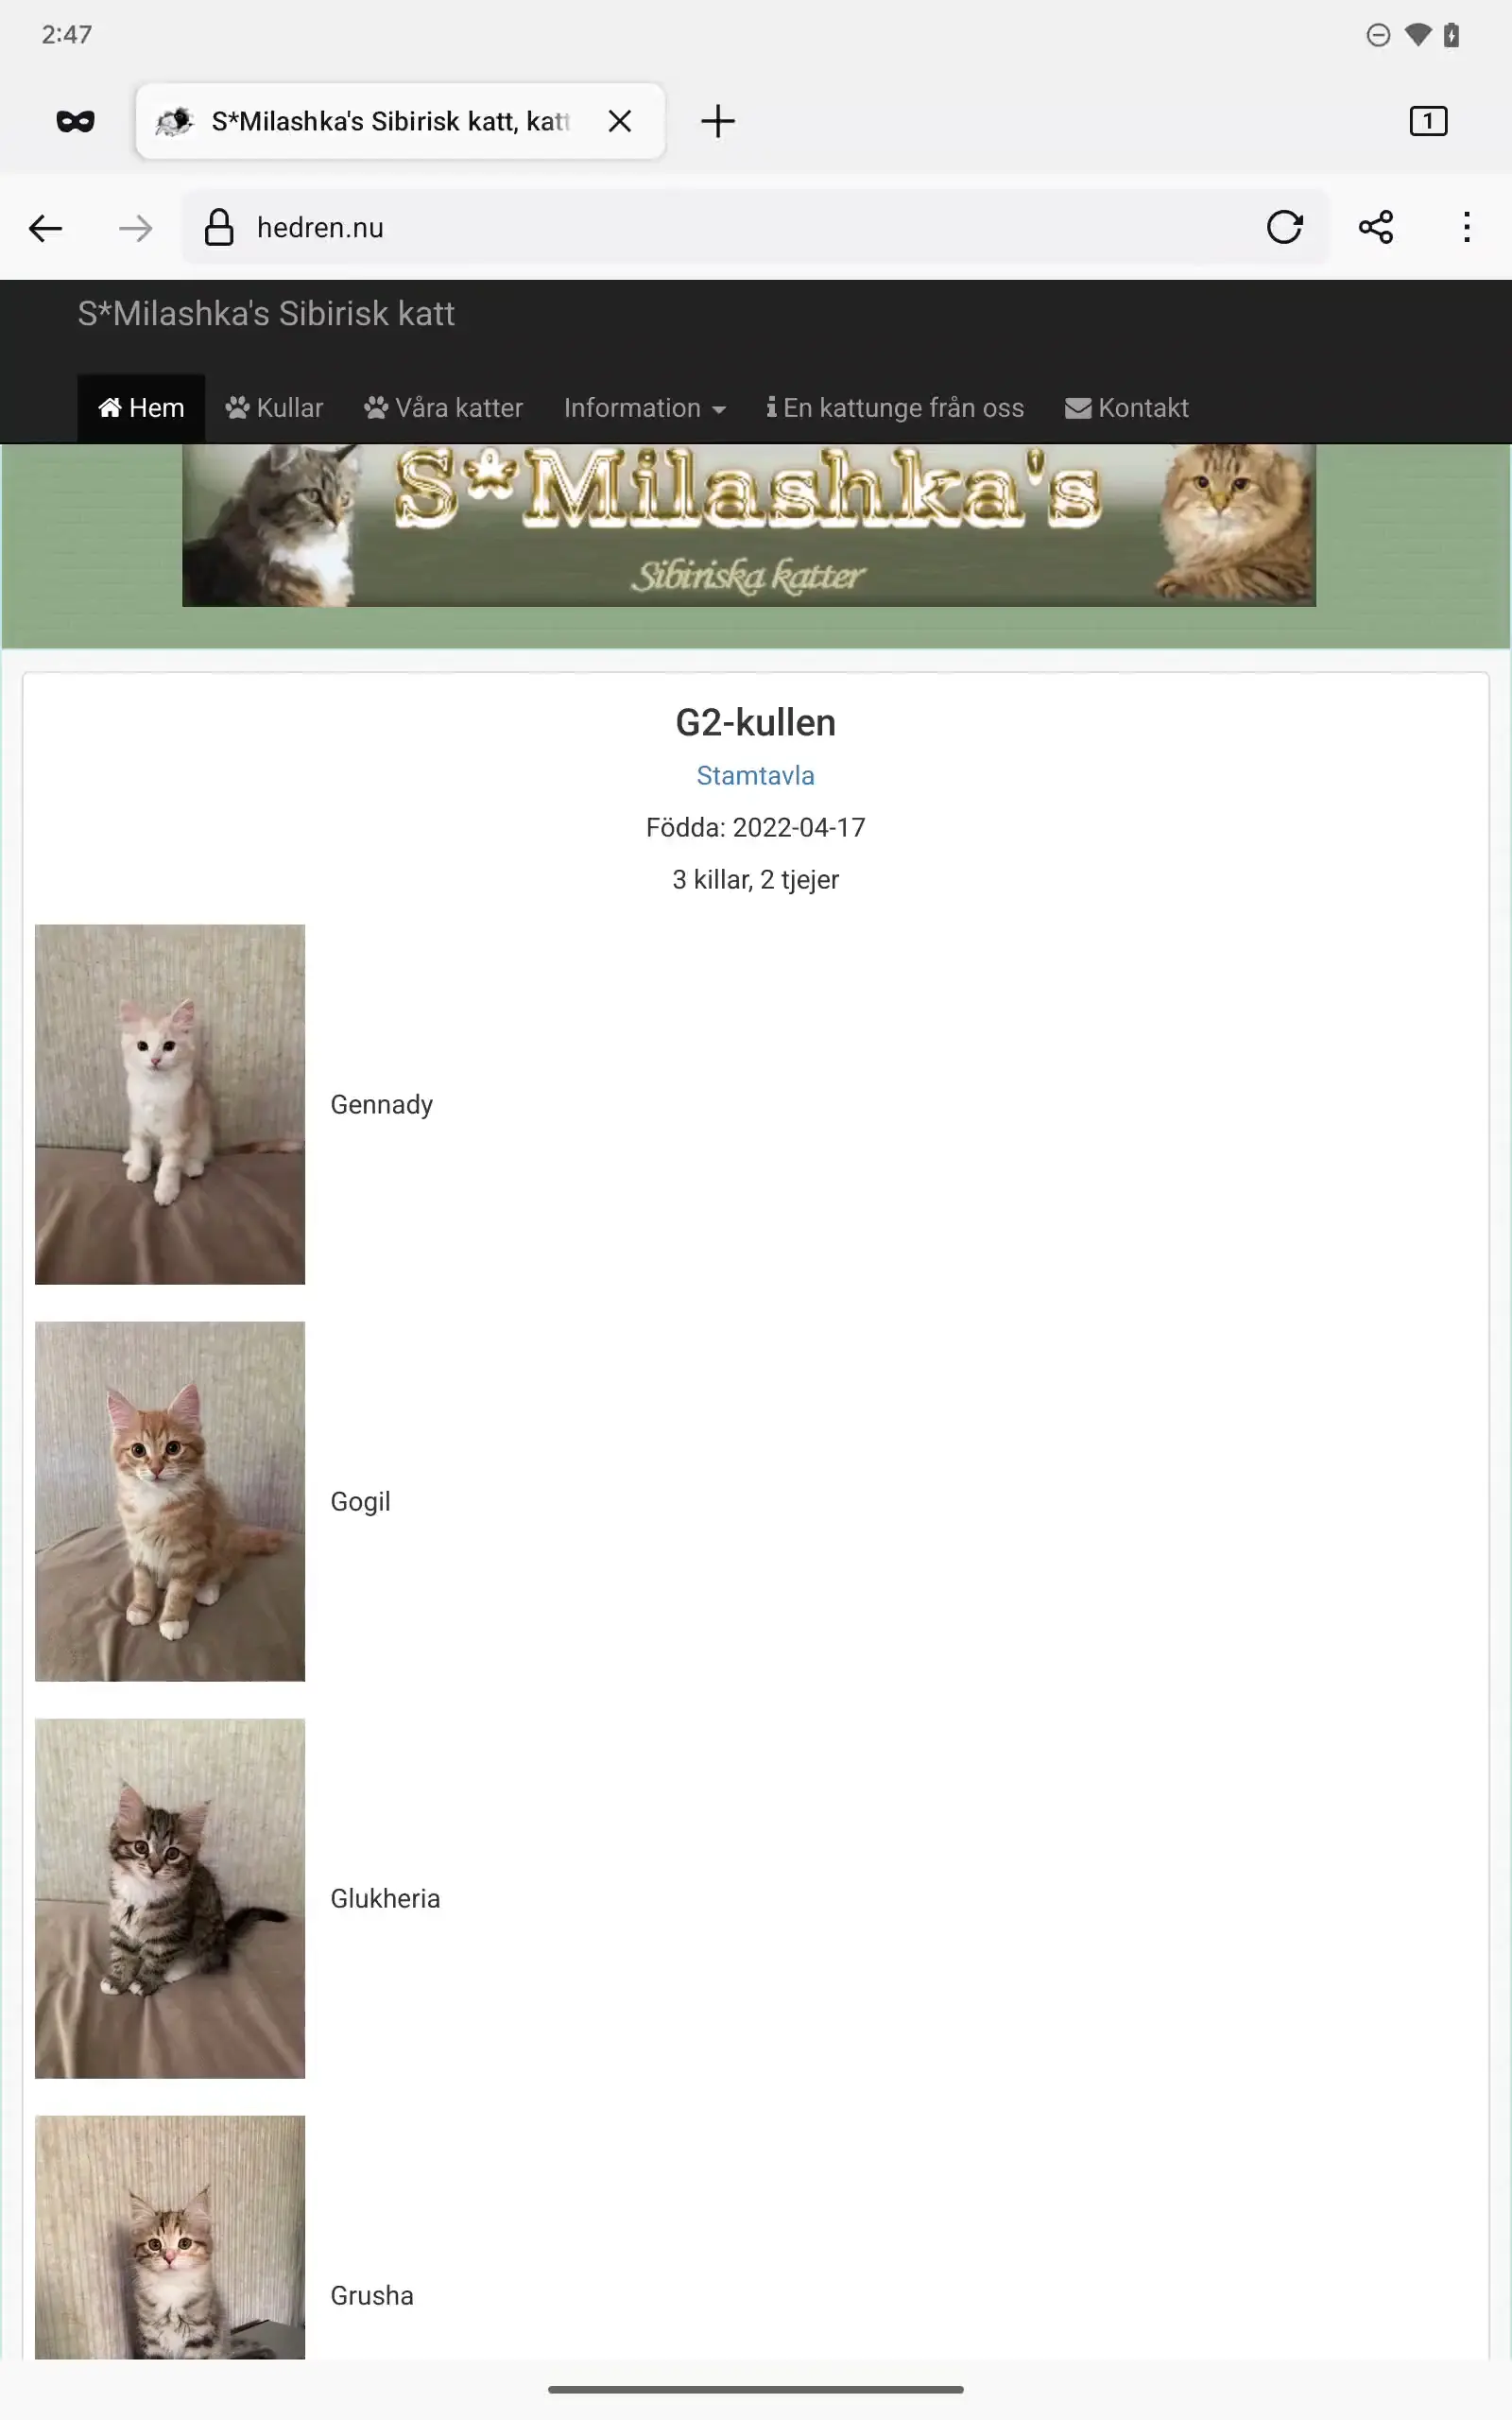 2:47
S*Milashka's Sibirisk katt, katt
1
hedren.nu
S*Milashka's Sibirisk katt
Hem Kullar Våra katter Information En kattunge från oss Kontakt
S*Milashka's
Sibiriska katter
G2-kullen
Stamtavla
Födda: 2022-04-17
3 killar, 2 tjejer
Gennady
Gogil
Glukheria
Grusha